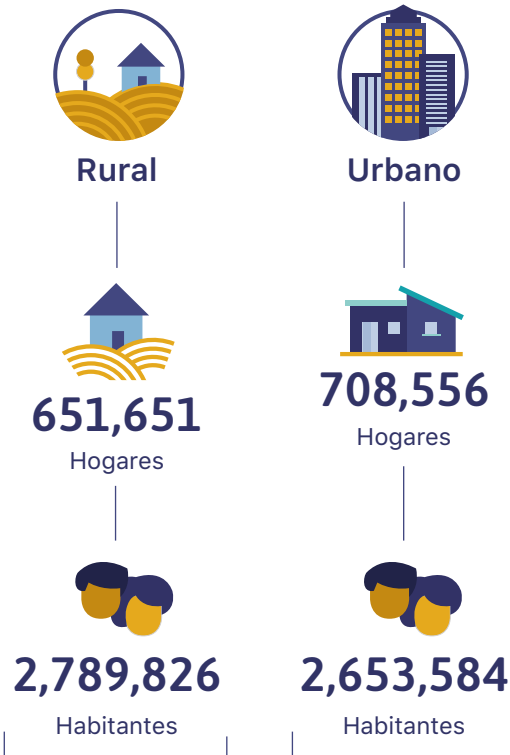 Rural
651,651
Hogares
2,789,826
Habitantes
Urbano
708,556
Hogares
2,653,584
Habitantes